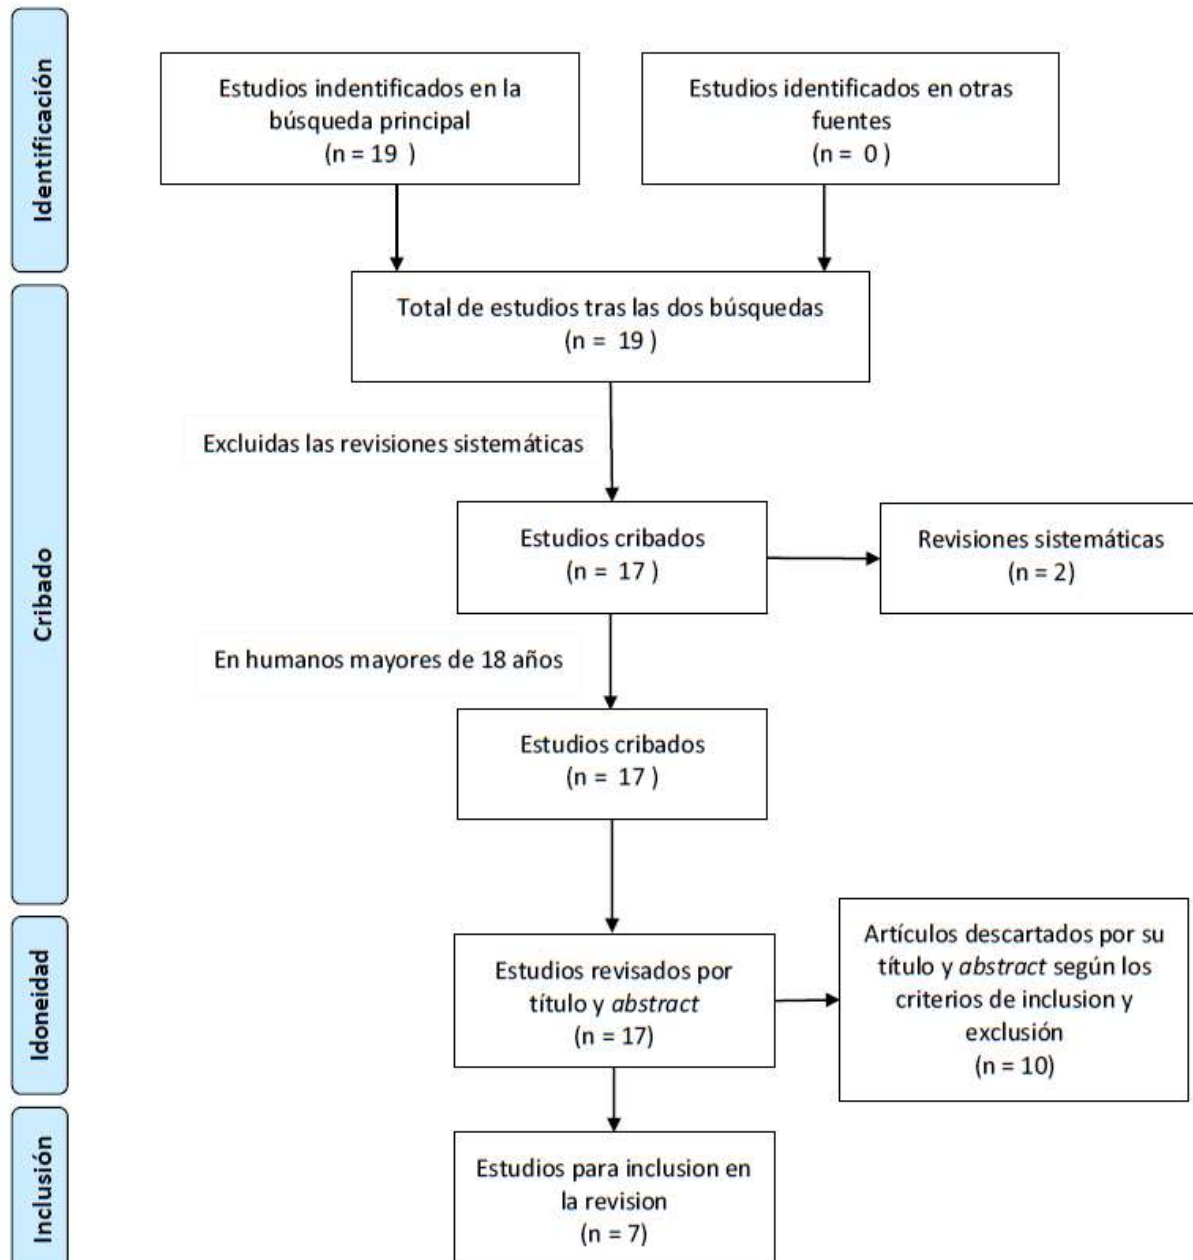 Identificación
Estudios indentificados en la
búsqueda principal
(n = 19 )
Estudios identificados en otras
fuentes
(n = 0 )
Cribado
Total de estudios tras las dos búsquedas
(n = 19 )
Excluidas las revisiones sistemáticas
Estudios cribados
(n = 17 )
Revisiones sistemáticas
(n = 2)
En humanos mayores de 18 años
Estudios cribados
(n = 17 )
Idoneidad
Estudios revisados por
título y abstract
(n = 17)
Artículos descartados por su
título y abstract según los
criterios de inclusion y
exclusión
(n = 10)
Inclusión
Estudios para inclusion en
la revision
(n = 7)